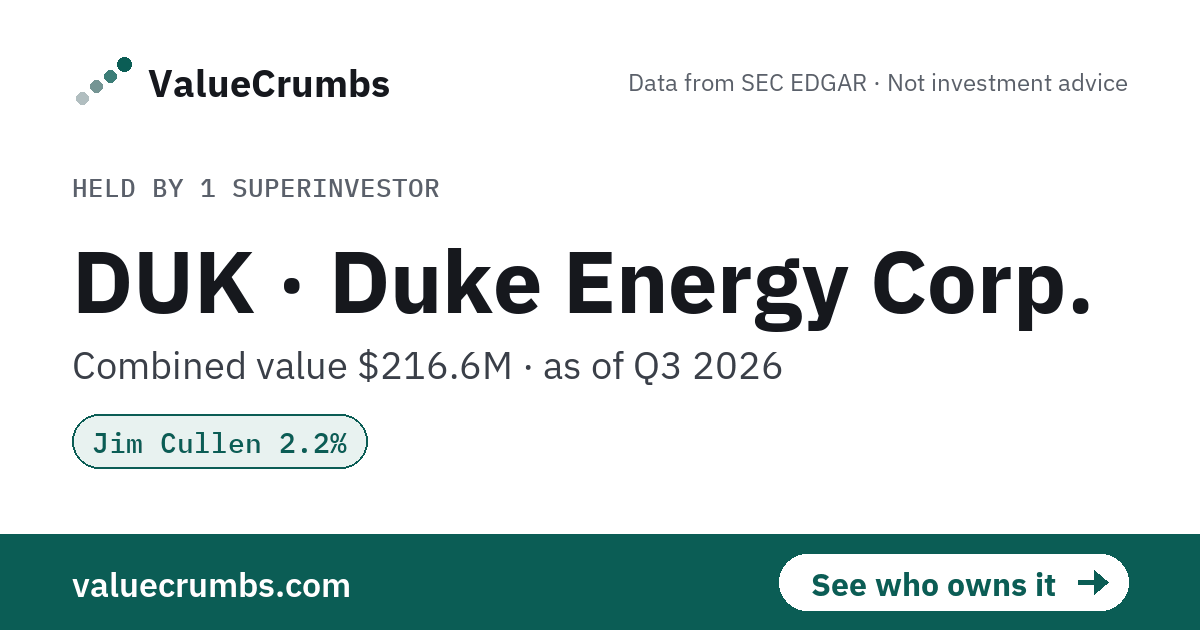 ValueCrumbs
Data from SEC EDGAR · Not investment advice
HELD BY 1 SUPERINVESTOR
DUK · Duke Energy Corp.
Combined value $216.6M · as of Q3 2026
Jim Cullen 2.2%
valuecrumbs.com
See who owns it →